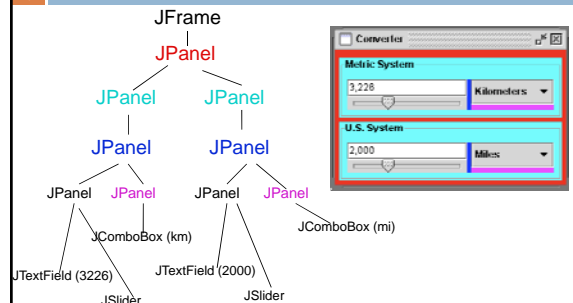 JFrame
JPanel
JPanel JPanel
JPanel JPanel
JPanel JPanel JPanel JPanel
JComboBox (km) JComboBox (mi)
JTextField (3226) JTextField (2000)
JSlider JSlider
Converter
Metric System
3,226 Kilometers
U.S. System
2,000 Miles